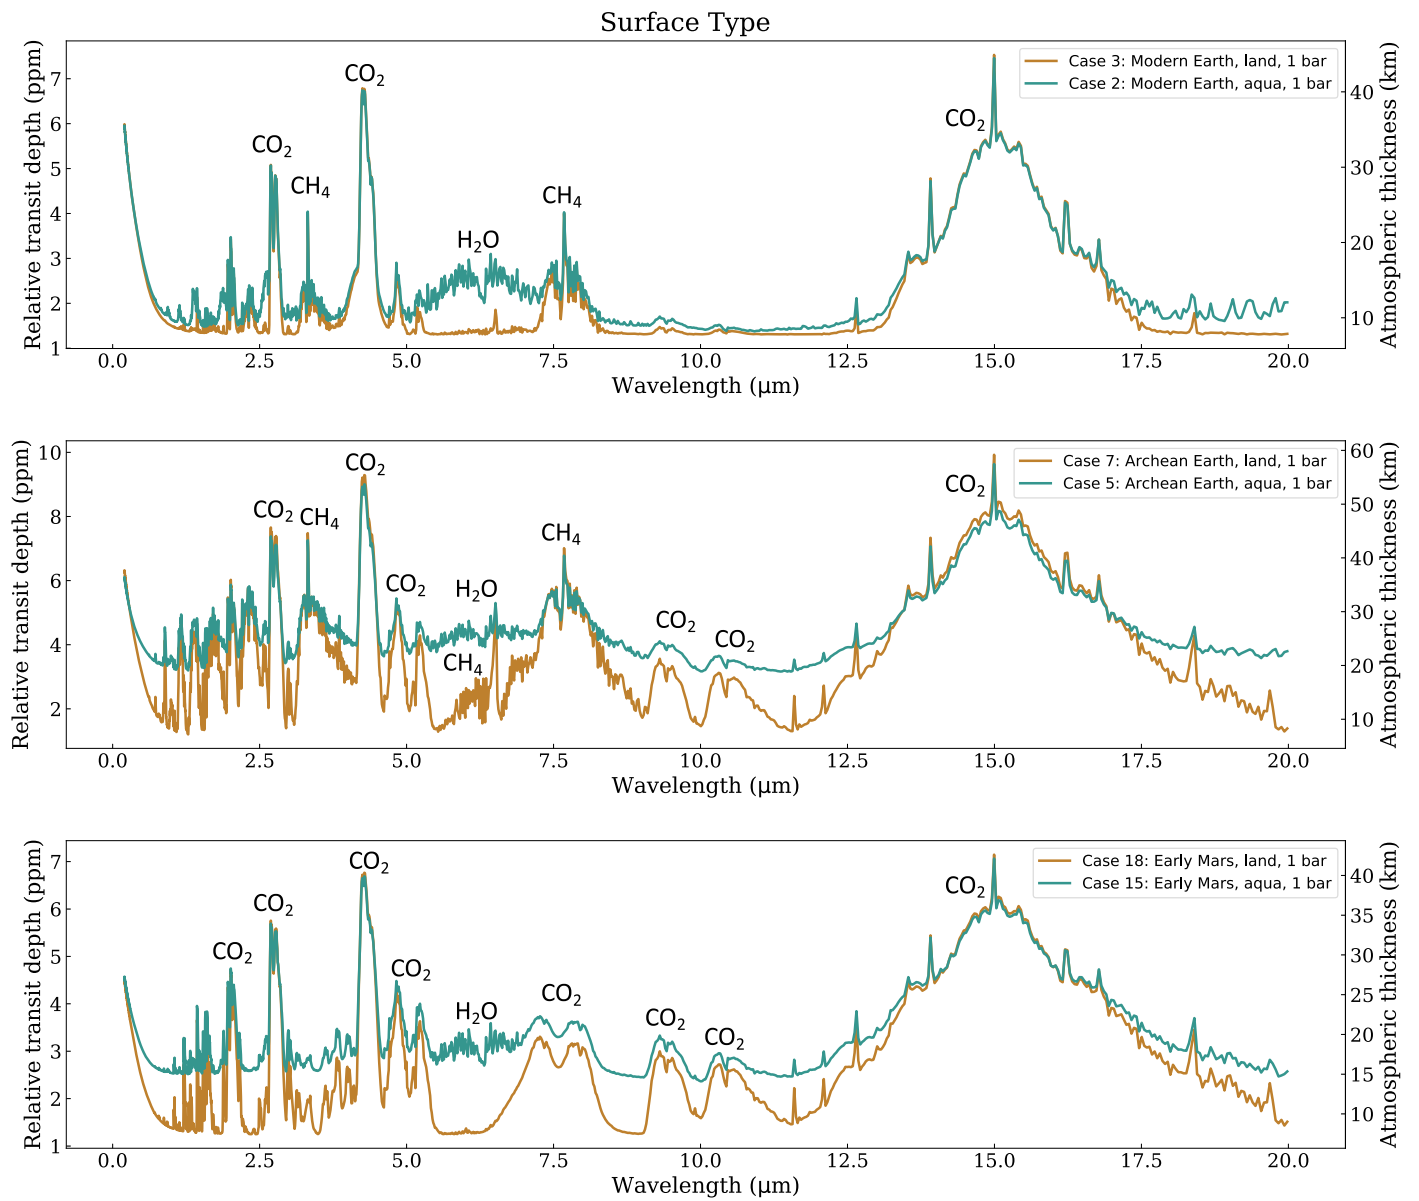 Surface Type
Relative transit depth (ppm)
7
6
5
4
3
2
1
CO2
CH4
CO2
H2O
CH4
CO2
Case 3: Modern Earth, land, 1 bar
Case 2: Modern Earth, aqua, 1 bar
40
30
20
10
Atmospheric thickness (km)
0.0 2.5 5.0 7.5 10.0 12.5 15.0 17.5 20.0
Wavelength (μm)
Relative transit depth (ppm)
10
8
6
4
2
CO2
CH4
CO2
CO2
H2O
CH4
CH4
CO2
CO2
CO2
Case 7: Archean Earth, land, 1 bar
Case 5: Archean Earth, aqua, 1 bar
60
50
40
30
20
10
Atmospheric thickness (km)
0.0 2.5 5.0 7.5 10.0 12.5 15.0 17.5 20.0
Wavelength (μm)
Relative transit depth (ppm)
7
6
5
4
3
2
1
CO2
CO2
CO2
CO2
H2O
CO2
CO2
CO2
CO2
Case 18: Early Mars, land, 1 bar
Case 15: Early Mars, aqua, 1 bar
40
35
30
25
20
15
10
Atmospheric thickness (km)
0.0 2.5 5.0 7.5 10.0 12.5 15.0 17.5 20.0
Wavelength (μm)